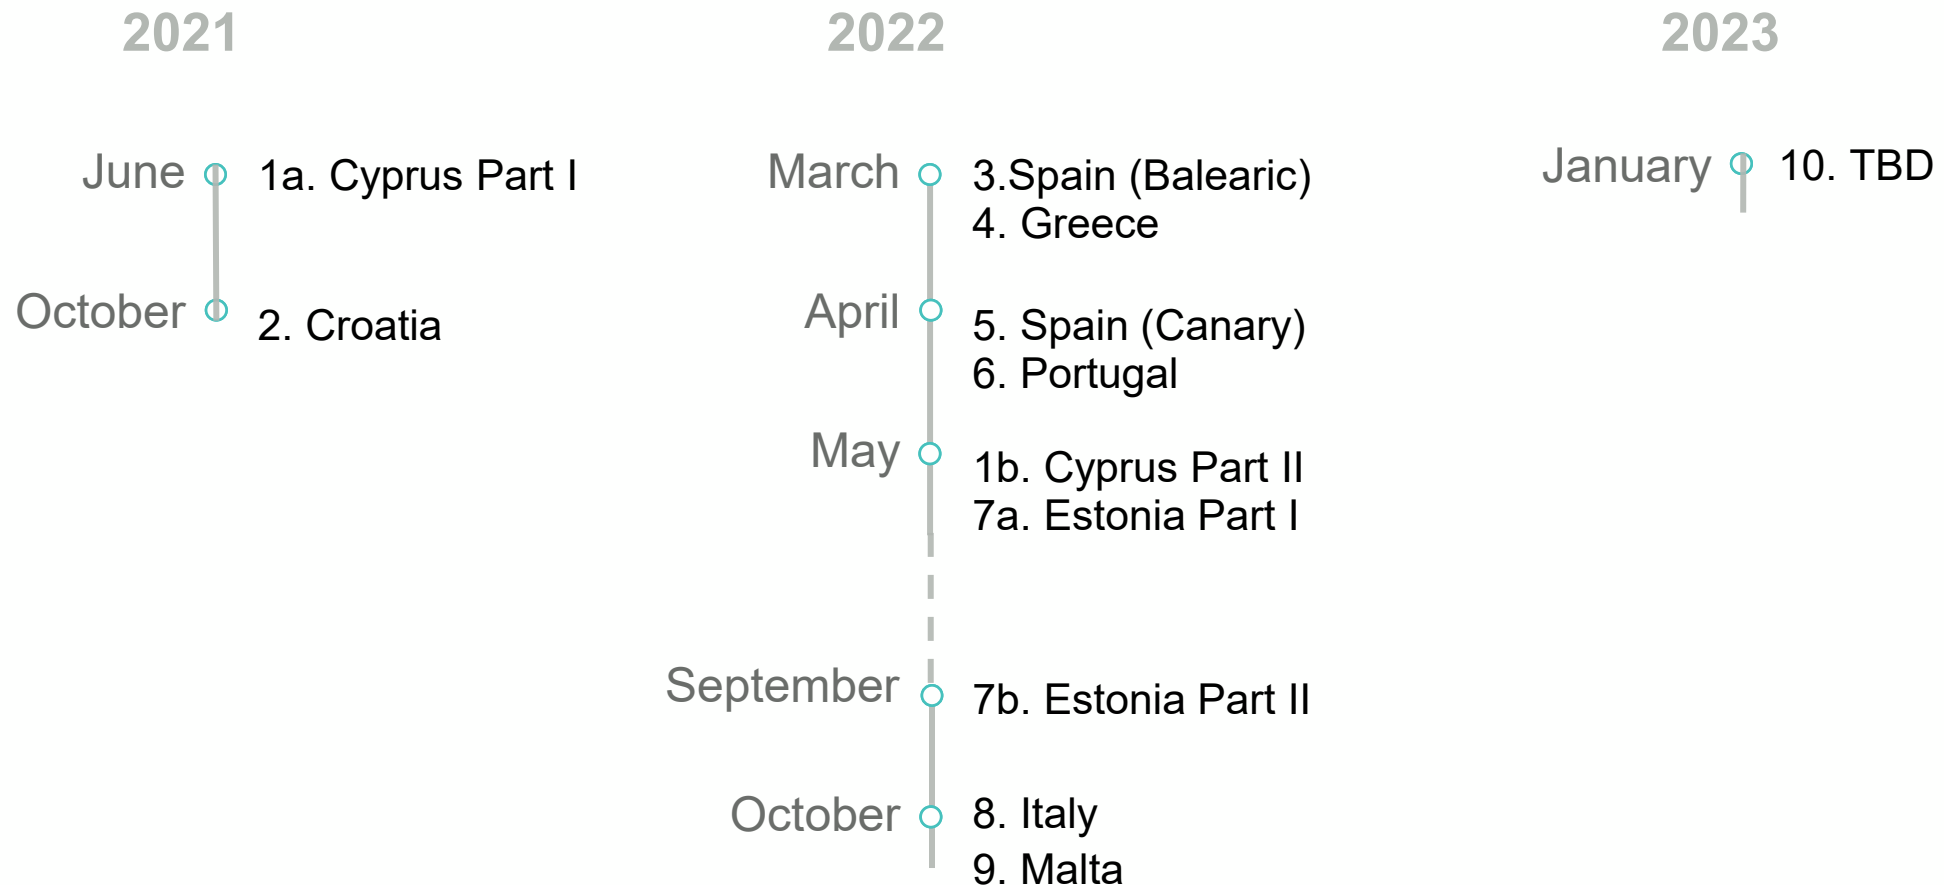 2021
June
1a. Cyprus Part I
October
2. Croatia
2022
March
3.Spain (Balearic)
4. Greece
April
5. Spain (Canary)
6. Portugal
May
1b. Cyprus Part II
7a. Estonia Part I
September
7b. Estonia Part II
October
8. Italy
9. Malta
2023
January
10. TBD